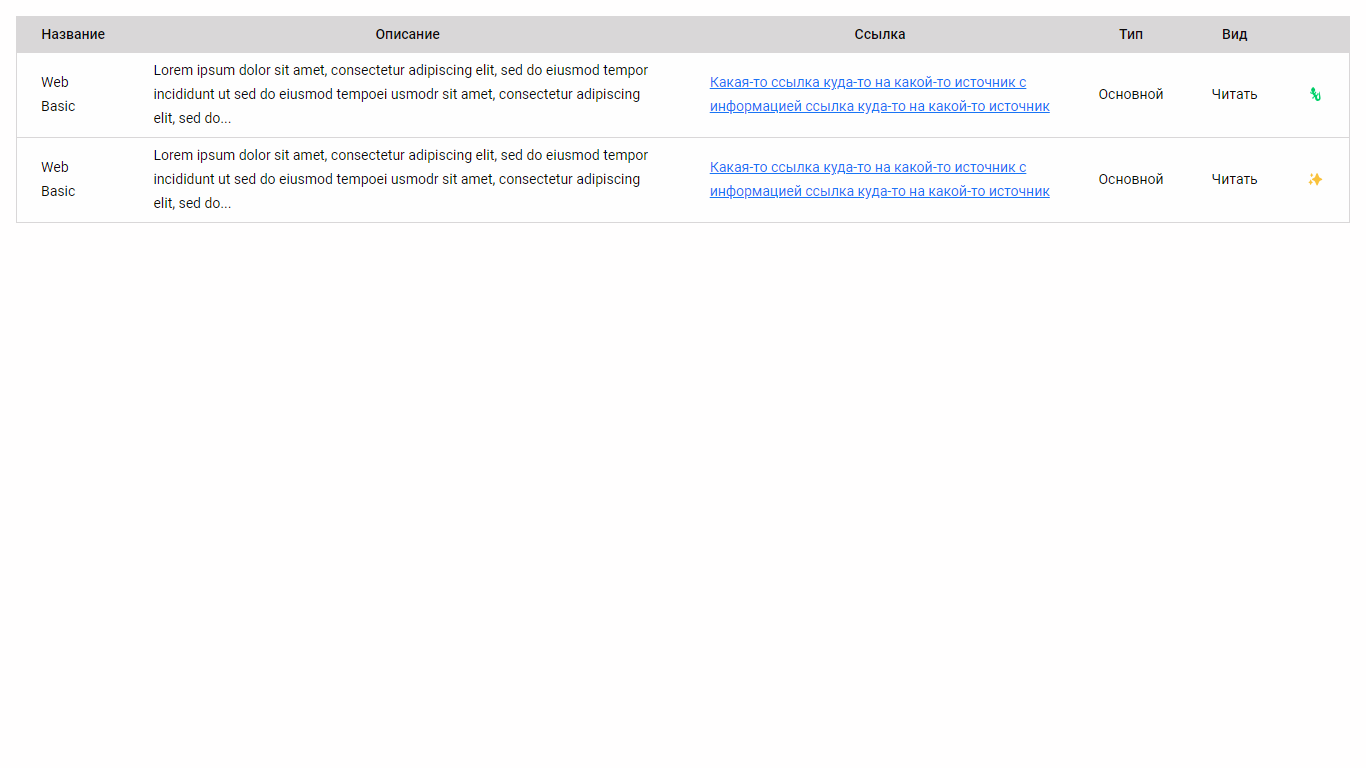 Название Описание Ссылка Тип Вид
Lorem ipsum dolor sit amet, consectetur adipiscing elit, sed do eiusmod tempor
Web
Какая-то ссылка куда-то на какой-то источник с
incididunt ut sed do eiusmod tempoei usmodr sit amet, consectetur adipiscing
Основной
Читать
Basic
информацией ссылка куда-то на какой-то источник
elit, sed do...
Lorem ipsum dolor sit amet, consectetur adipiscing elit, sed do eiusmod tempor
Web
Какая-то ссылка куда-то на какой-то источник с
incididunt ut sed do eiusmod tempoei usmodr sit amet, consectetur adipiscing
Основной
Читать
Basic
информацией ссылка куда-то на какой-то источник
elit, sed do...